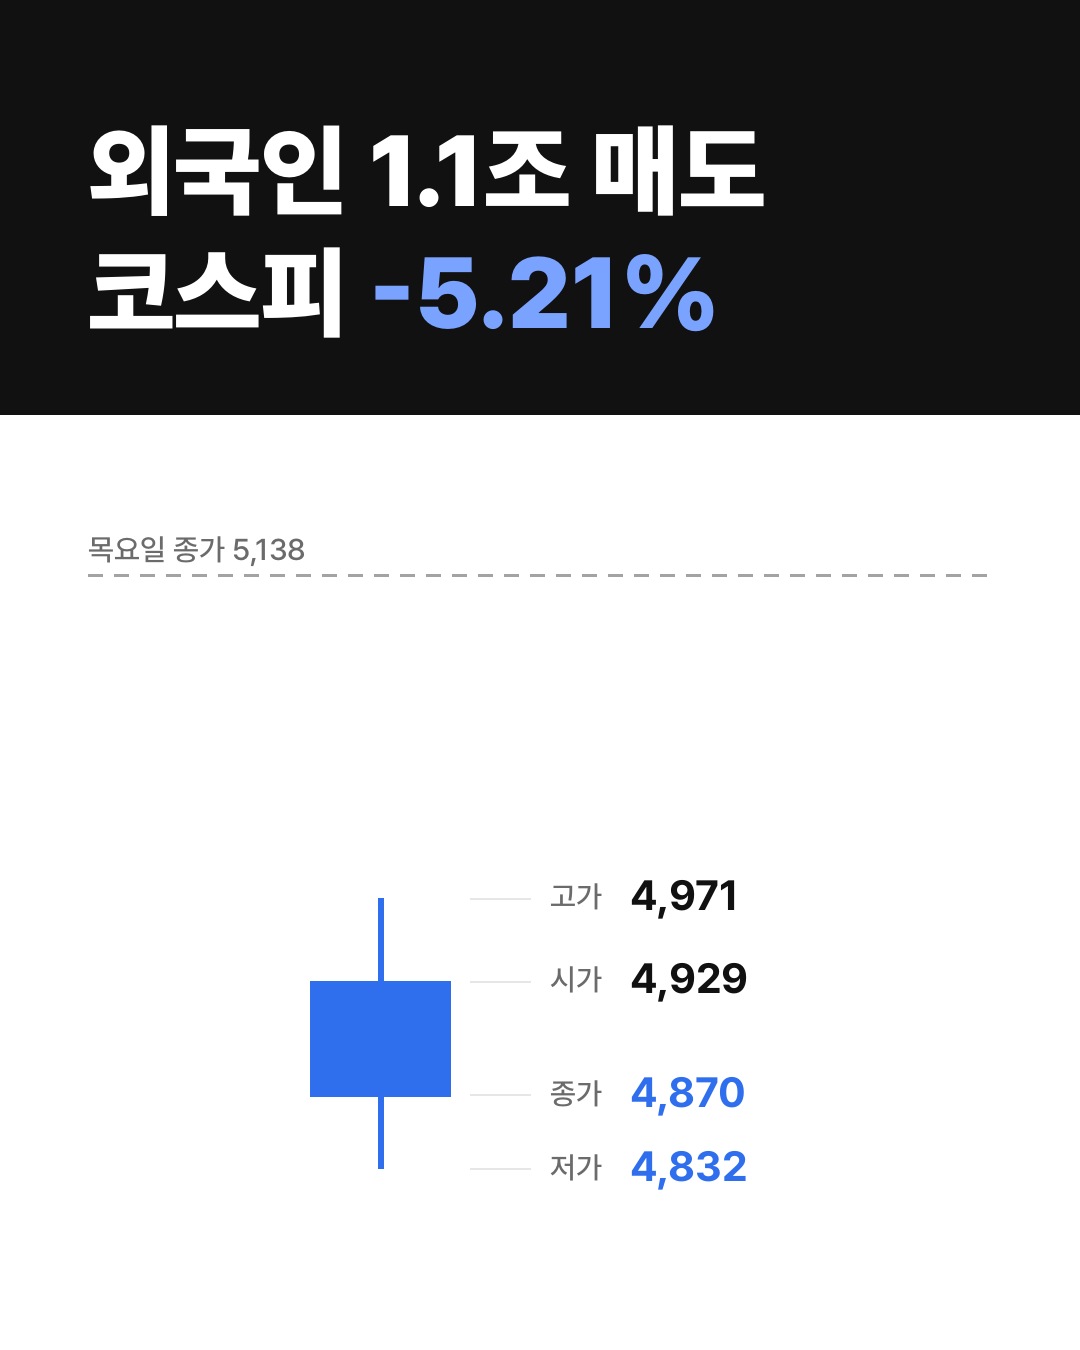 외국인 1.1조 매도
코스피 -5.21%
목요일 종가 5,138
고가 4,971
시가 4,929
종가 4,870
저가 4,832